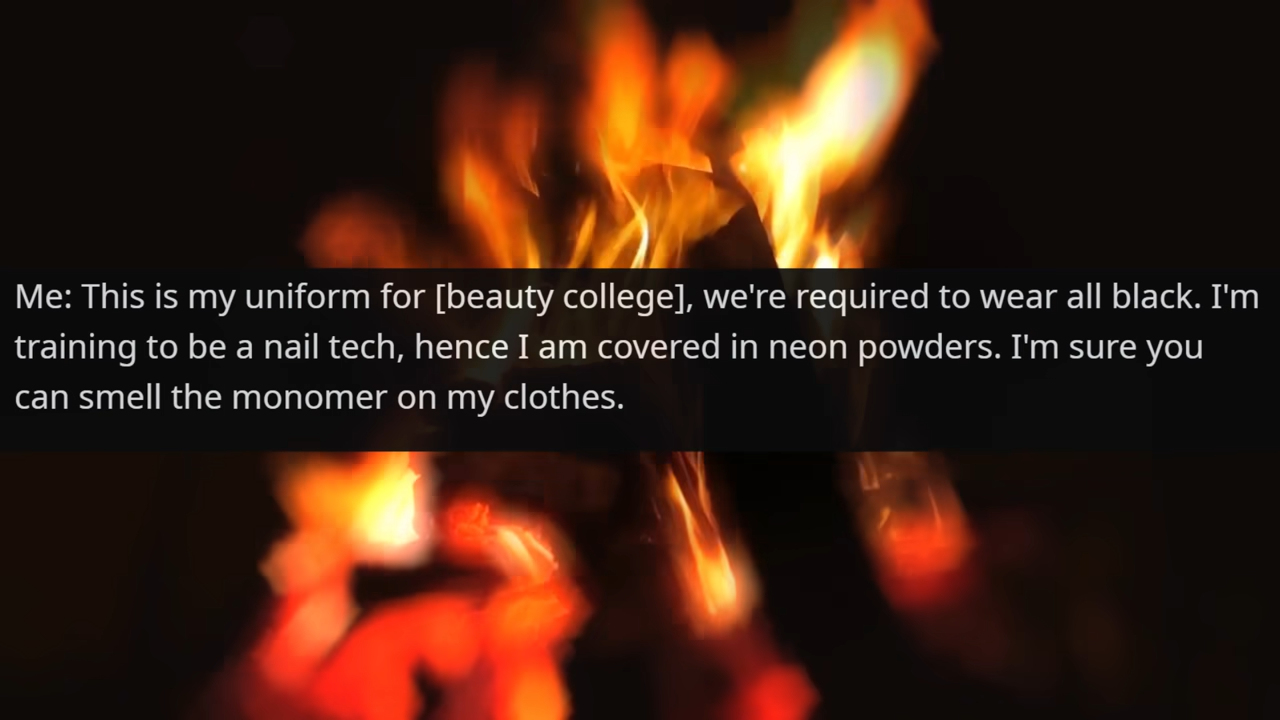 Me: This is my uniform for [beauty college], we're required to wear all black. I'm
training to be a nail tech, hence I am covered in neon powders. I'm sure you
can smell the monomer on my clothes.